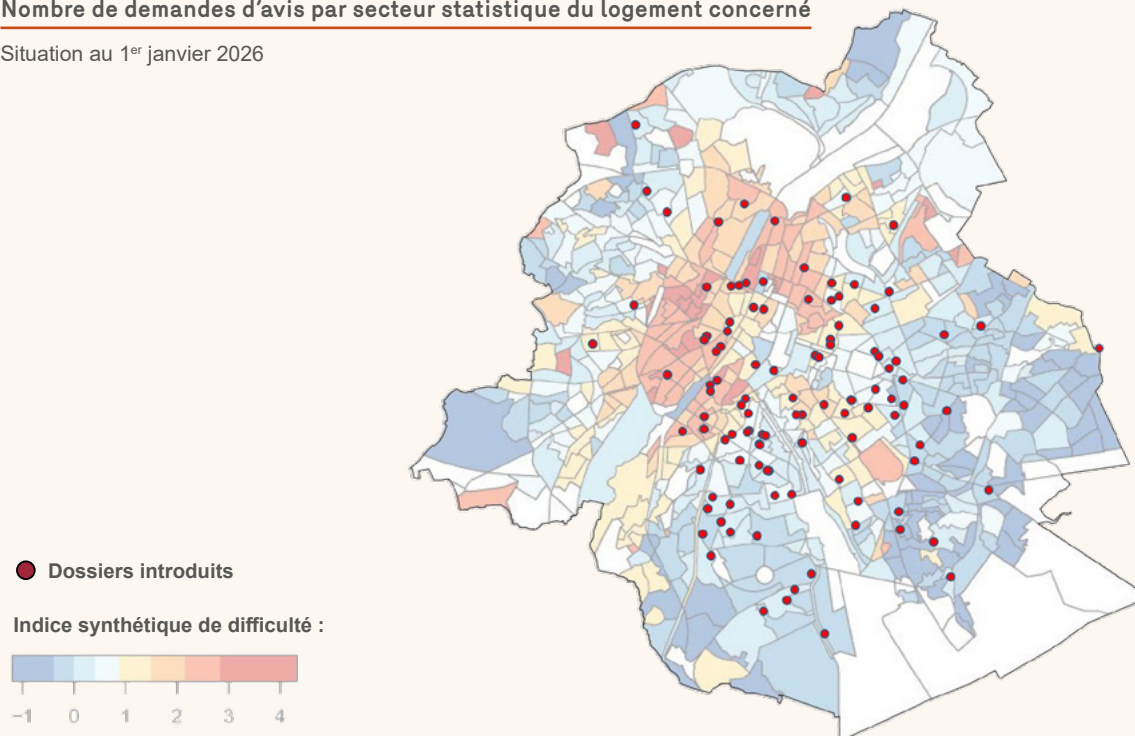 Nombre de demandes d’avis par secteur statistique du logement concerné
Situation au 1er janvier 2026
Dossiers introduits
Indice synthétique de difficulté :
−1 0 1 2 3 4